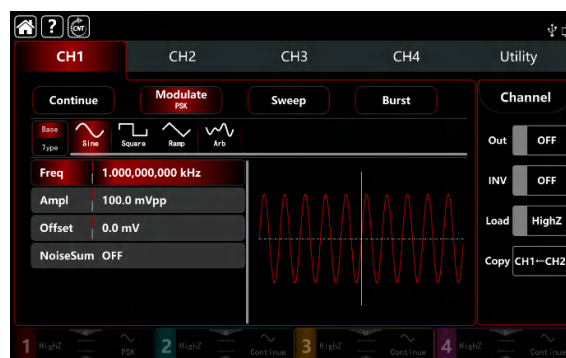 ? CNT
CH1 CH2 CH3 CH4 Utility
Continue Modulate Sweep Burst Channel
PSK
Base
Type Sine Square Ramp Arb
Out OFF
Freq 1.000,000,000 kHz
INV OFF
Ampl 100.0 mVpp
Offset 0.0 mV
Load HighZ
NoiseSum OFF
Copy CH1←CH2
1 HighZ PSK 2 HighZ Continue 3 HighZ Continue 4 HighZ Continue